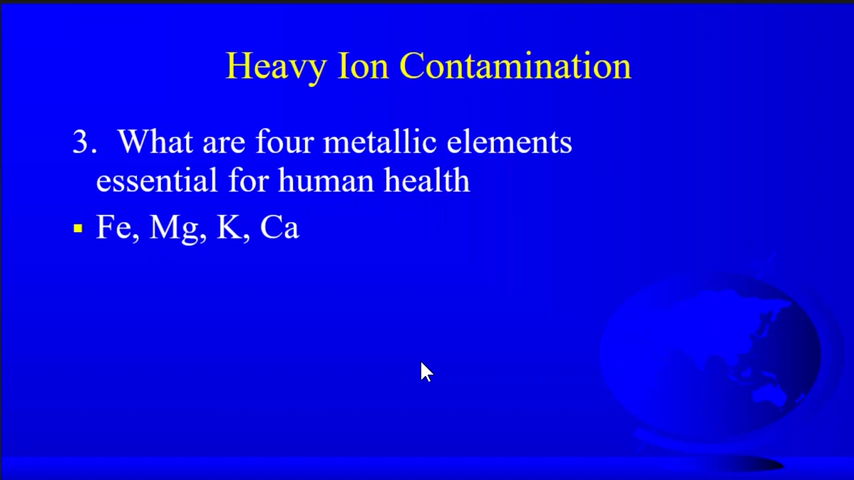 Heavy Ion Contamination
3. What are four metallic elements
essential for human health
Fe, Mg, K, Ca